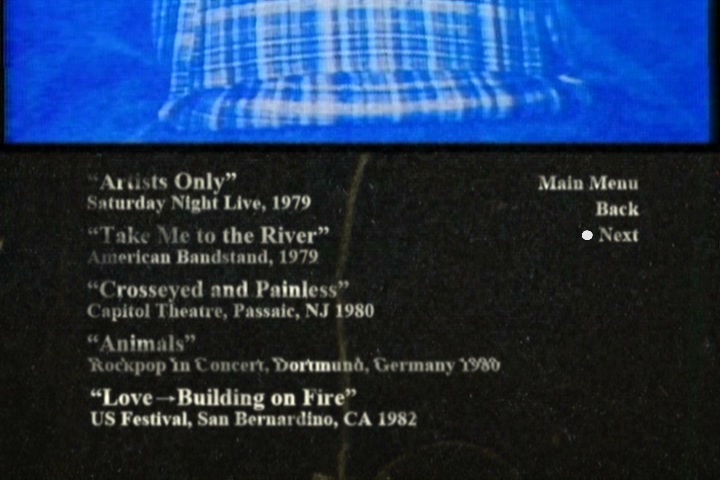 “Artists Only”
Saturday Night Live, 1979
“Take Me to the River”
American Bandstand, 1979
“Crosseyed and Painless”
Capitol Theatre, Passaic, NJ 1980
“Animals”
Rockpop in Concert, Dortmund, Germany 1980
“Love→Building on Fire”
US Festival, San Bernardino, CA 1982
Main Menu
Back
Next